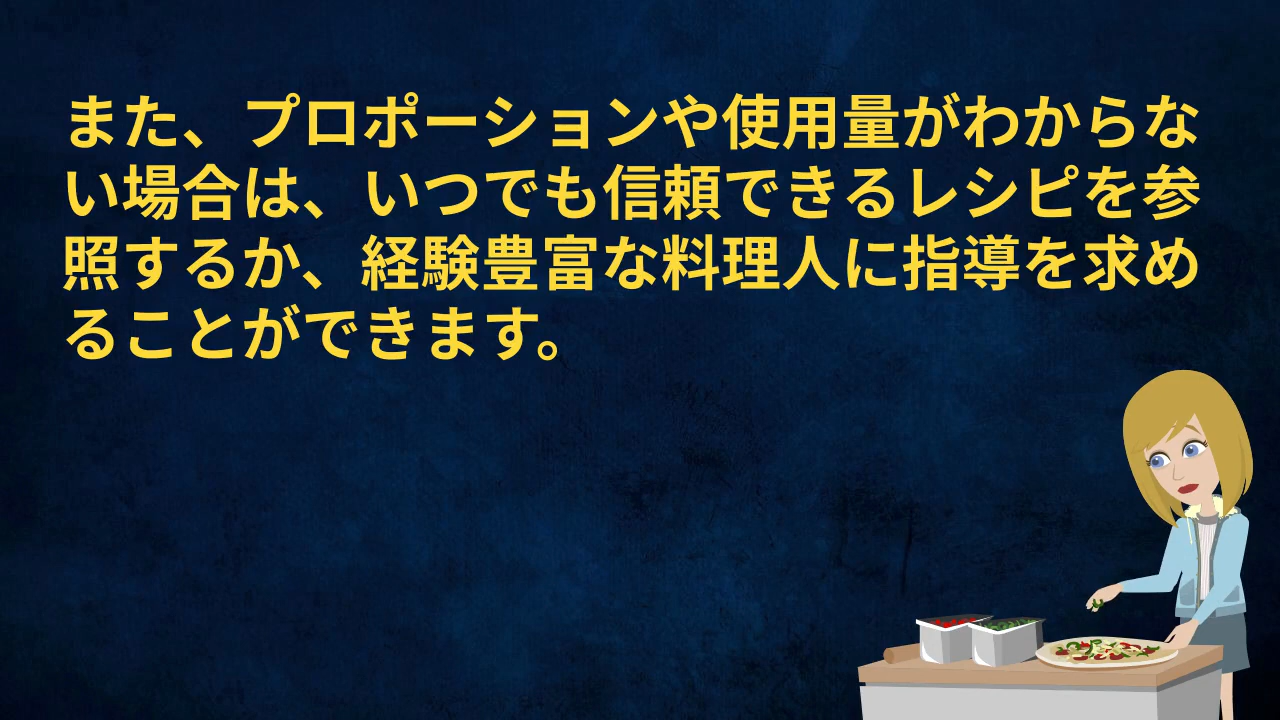 また、プロポーションや使用量がわからな
い場合は、いつでも信頼できるレシピを参
照するか、経験豊富な料理人に指導を求め
ることができます。